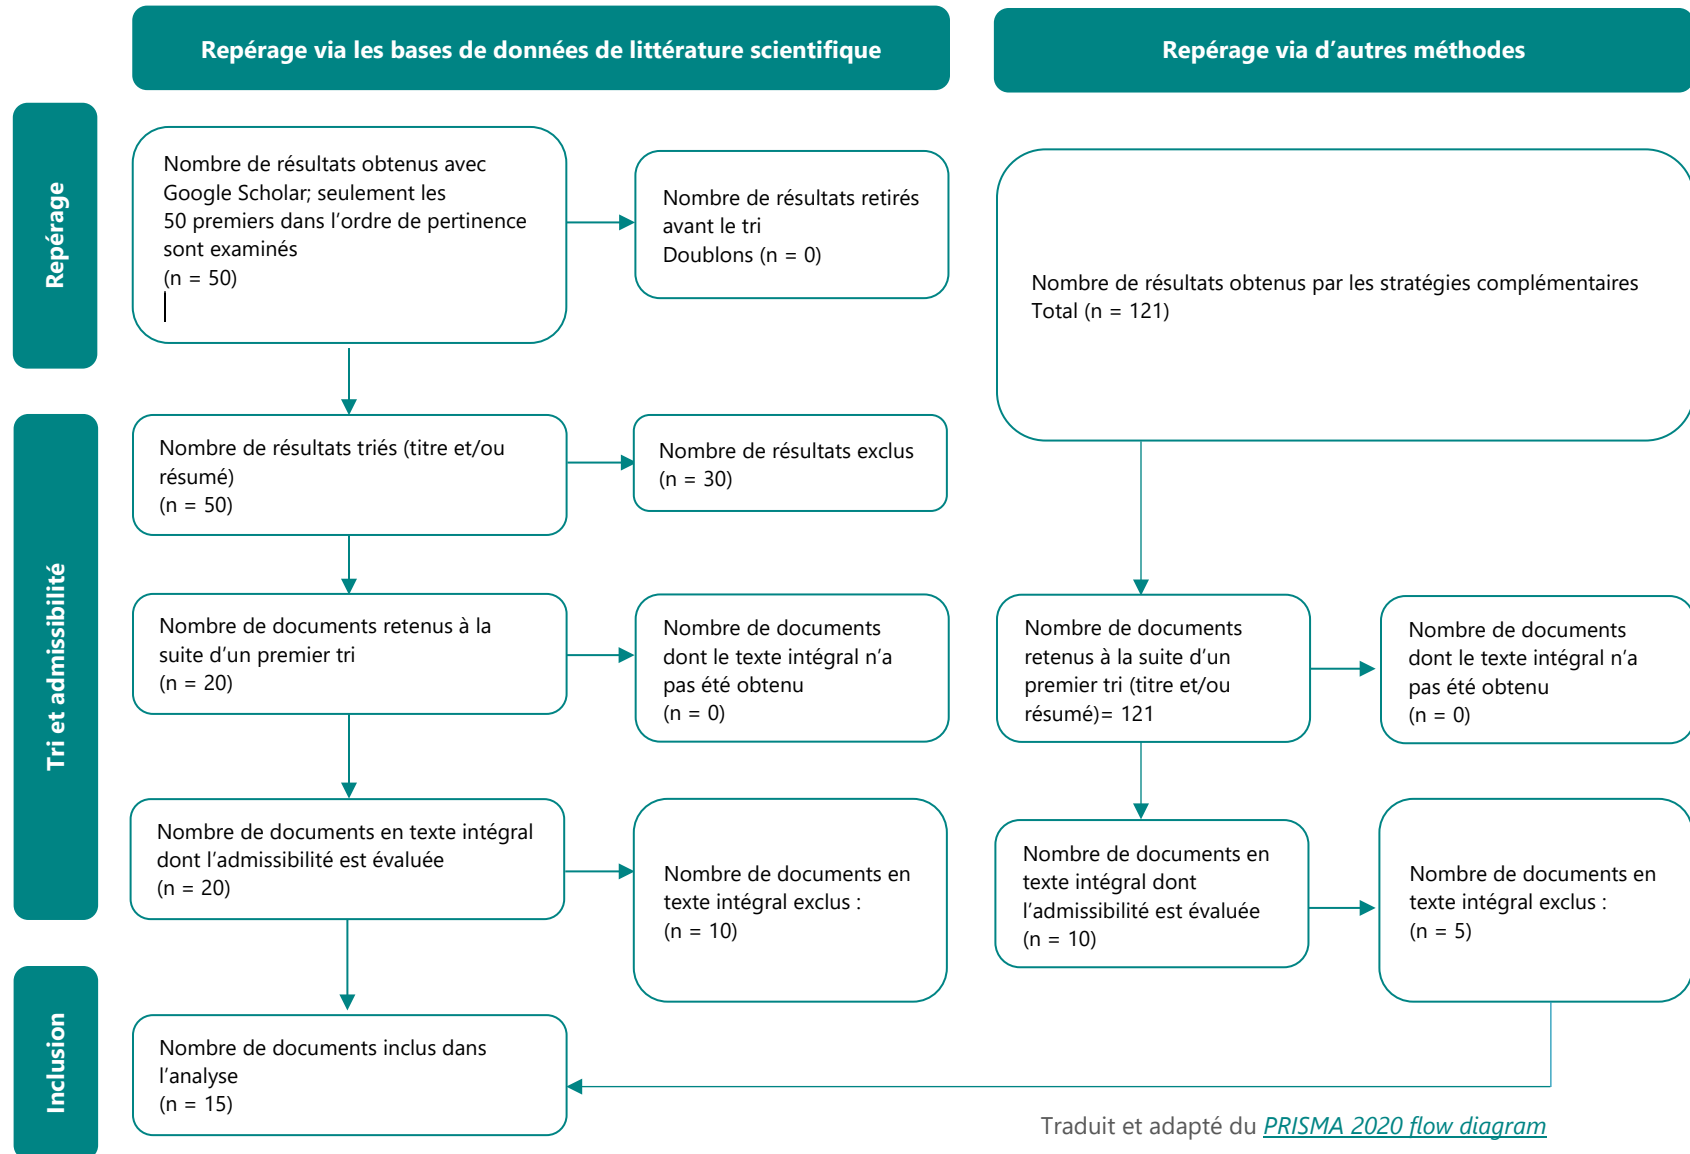 Repérage via les bases de données de littérature scientifique
Repérage via d’autres méthodes
Repérage
Nombre de résultats obtenus avec
Google Scholar; seulement les
50 premiers dans l’ordre de pertinence
sont examinés
(n = 50)
Nombre de résultats retirés
avant le tri
Doublons (n = 0)
Nombre de résultats obtenus par les stratégies complémentaires
Total (n = 121)
Tri et admissibilité
Nombre de résultats triés (titre et/ou
résumé)
(n = 50)
Nombre de résultats exclus
(n = 30)
Nombre de documents retenus à la
suite d’un premier tri
(n = 20)
Nombre de documents
dont le texte intégral n’a
pas été obtenu
(n = 0)
Nombre de documents
retenus à la suite d’un
premier tri (titre et/ou
résumé)= 121
Nombre de documents
dont le texte intégral n’a
pas été obtenu
(n = 0)
Nombre de documents en texte intégral
dont l’admissibilité est évaluée
(n = 20)
Nombre de documents en
texte intégral exclus :
(n = 10)
Nombre de documents en
texte intégral dont
l’admissibilité est évaluée
(n = 10)
Nombre de documents en
texte intégral exclus :
(n = 5)
Inclusion
Nombre de documents inclus dans
l’analyse
(n = 15)
Traduit et adapté du PRISMA 2020 flow diagram